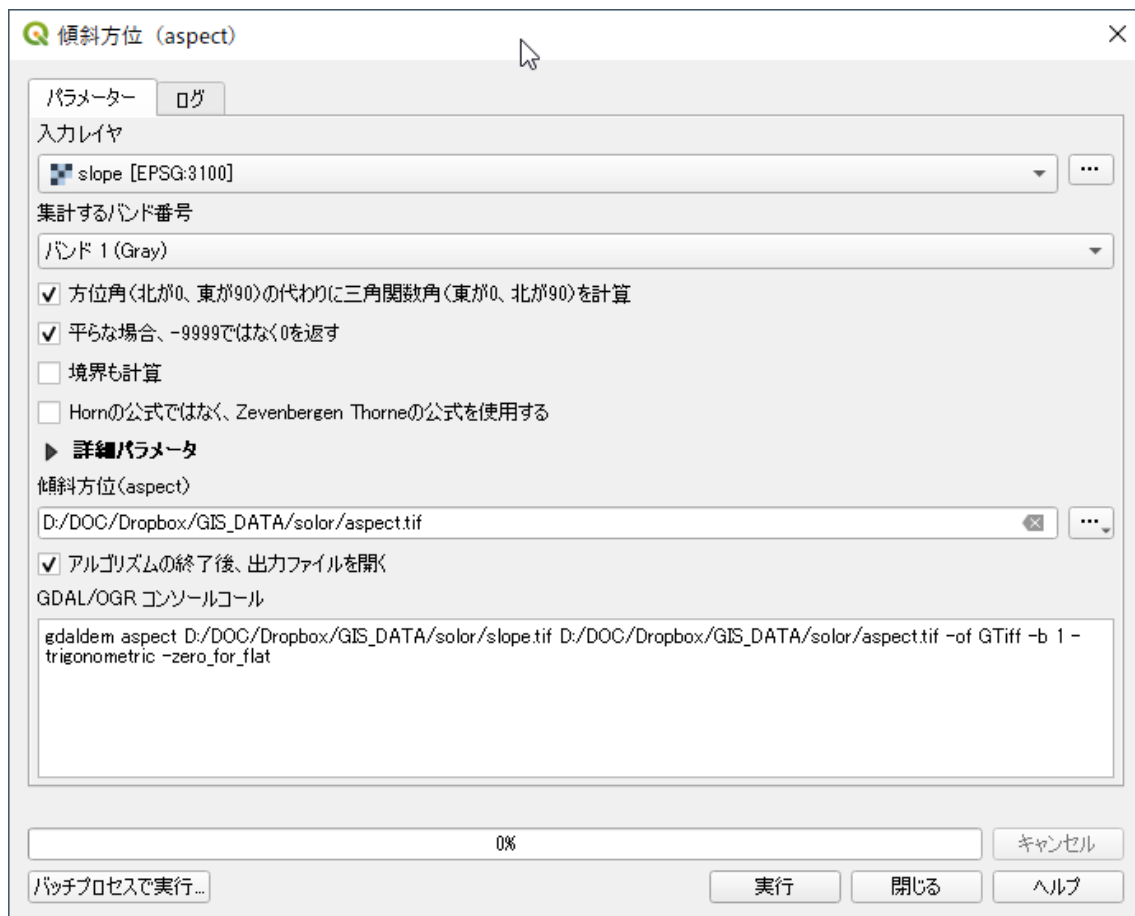 傾斜方位（aspect）
パラメーター ログ
入力レイヤ
slope [EPSG:3100]
...
集計するバンド番号
バンド 1 (Gray)
方位角(北が0、東が90)の代わりに三角関数角(東が0、北が90)を計算
平らな場合、-9999ではなく0を返す
境界も計算
Hornの公式ではなく、Zevenbergen Thorneの公式を使用する
詳細パラメータ
傾斜方位(aspect)
D:/DOC/Dropbox/GIS_DATA/solor/aspect.tif
...
アルゴリズムの終了後、出力ファイルを開く
GDAL/OGR コンソールコール
gdaldem aspect D:/DOC/Dropbox/GIS_DATA/solor/slope.tif D:/DOC/Dropbox/GIS_DATA/solor/aspect.tif -of GTiff -b 1 -
trigonometric -zero_for_flat
0%
キャンセル
バッチプロセスで実行... 実行 閉じる ヘルプ